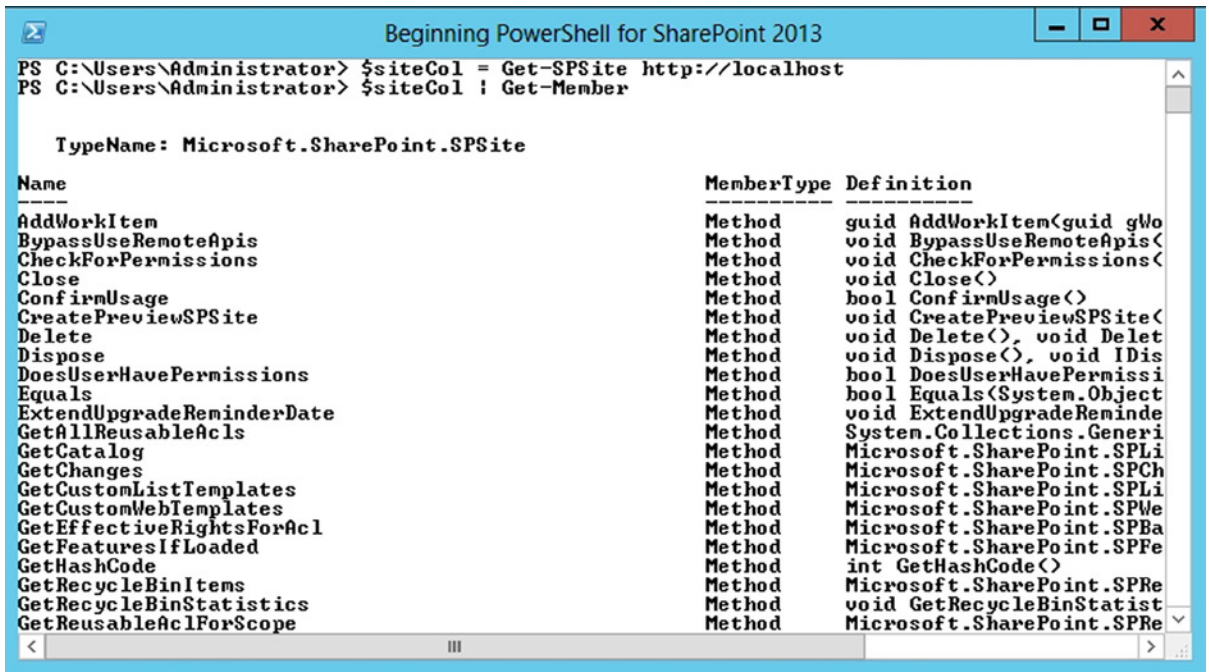 Beginning PowerShell for SharePoint 2013
PS C:\Users\Administrator> $siteCol = Get-SPSite http://localhost
PS C:\Users\Administrator> $siteCol | Get-Member
TypeName: Microsoft.SharePoint.SPSite
Name MemberType Definition
---- ---------- ----------
AddWorkItem Method guid AddWorkItem(guid gWo
BypassUseRemoteApis Method void BypassUseRemoteApis(
CheckForPermissions Method void CheckForPermissions(
Close Method void Close()
ConfirmUsage Method bool ConfirmUsage()
CreatePreviewSPSite Method void CreatePreviewSPSite(
Delete Method void Delete(), void Delet
Dispose Method void Dispose(), void IDis
DoesUserHavePermissions Method bool DoesUserHavePermissi
Equals Method bool Equals(System.Object
ExtendUpgradeReminderDate Method void ExtendUpgradeReminde
GetAllReusableAcls Method System.Collections.Generi
GetCatalog Method Microsoft.SharePoint.SPLi
GetChanges Method Microsoft.SharePoint.SPCh
GetCustomListTemplates Method Microsoft.SharePoint.SPLi
GetCustomWebTemplates Method Microsoft.SharePoint.SPWe
GetEffectiveRightsForAcl Method Microsoft.SharePoint.SPBa
GetFeaturesIfLoaded Method Microsoft.SharePoint.SPFe
GetHashCode Method int GetHashCode()
GetRecycleBinItems Method Microsoft.SharePoint.SPRe
GetRecycleBinStatistics Method void GetRecycleBinStatist
GetReusableAclForScope Method Microsoft.SharePoint.SPRe